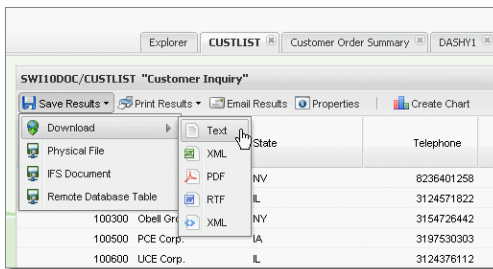 Explorer CUSTLIST Customer Order Summary DASHY1
SWI10DOC/CUSTLIST "Customer Inquiry"
Save Results Print Results Email Results Properties Create Chart
Download
Physical File
IFS Document
Remote Database Table
Text
XML
PDF
RTF
XML
State Telephone
NV 8236401258
IL 3124571822
100300 Obell Gro NY 3154726442
100500 PCE Corp. IA 3197530303
100600 UCE Corp. IL 3124376112